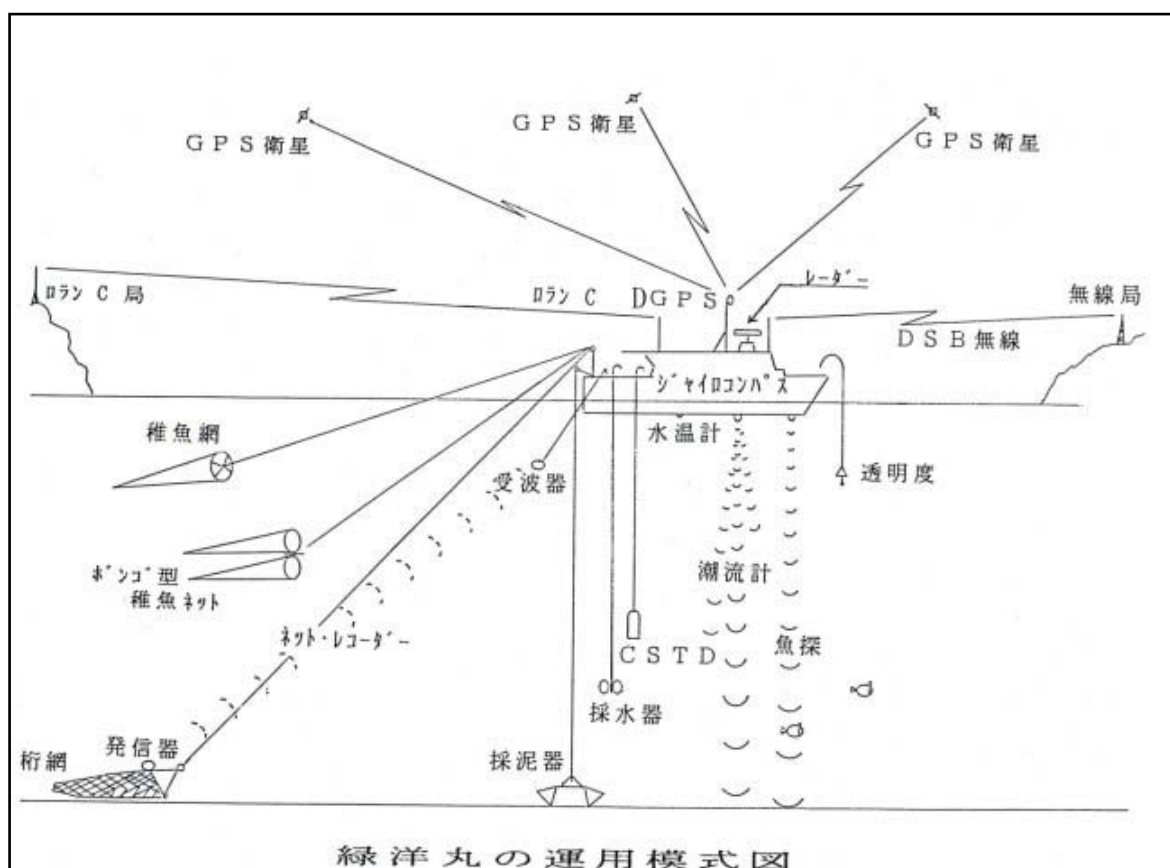 GPS衛星
GPS衛星
GPS衛星
ロランC局
ロランC
DGPS
レーダー
無線局
DSB無線
ジャイロコンパス
稚魚網
水温計
受波器
透明度
ボンゴ型
稚魚ネット
潮流計
ネット・レコーダー
CSTD
魚探
採水器
発信器
桁網
採泥器
緑洋丸の運用模式図